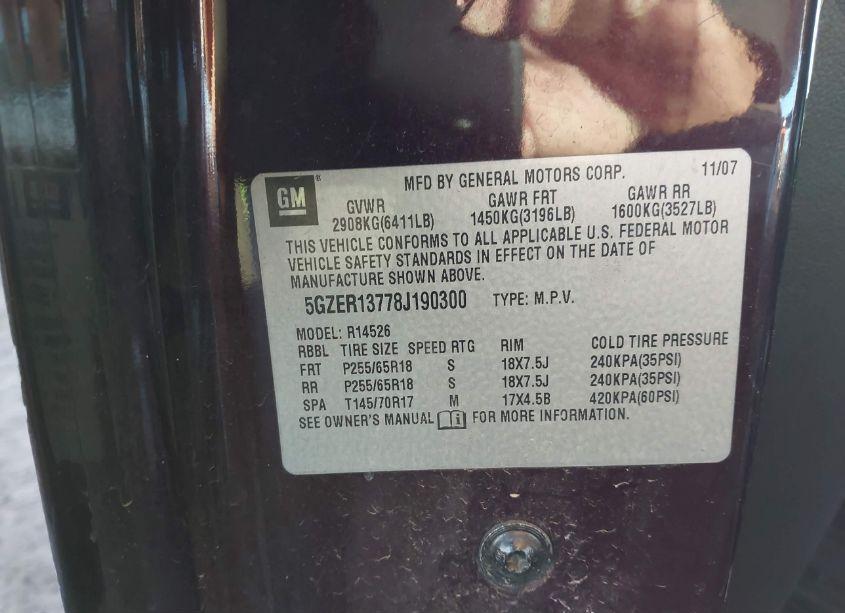 GM ®
MFD BY GENERAL MOTORS CORP. 11/07
GVWR GAWR FRT GAWR RR
2908KG(6411LB) 1450KG(3196LB) 1600KG(3527LB)
THIS VEHICLE CONFORMS TO ALL APPLICABLE U.S. FEDERAL MOTOR
VEHICLE SAFETY STANDARDS IN EFFECT ON THE DATE OF
MANUFACTURE SHOWN ABOVE.
5GZER13778J190300 TYPE: M.P.V.
MODEL: R14526
RBBL TIRE SIZE SPEED RTG RIM COLD TIRE PRESSURE
FRT P255/65R18 S 18X7.5J 240KPA(35PSI)
RR P255/65R18 S 18X7.5J 240KPA(35PSI)
SPA T145/70R17 M 17X4.5B 420KPA(60PSI)
SEE OWNER'S MANUAL FOR MORE INFORMATION.